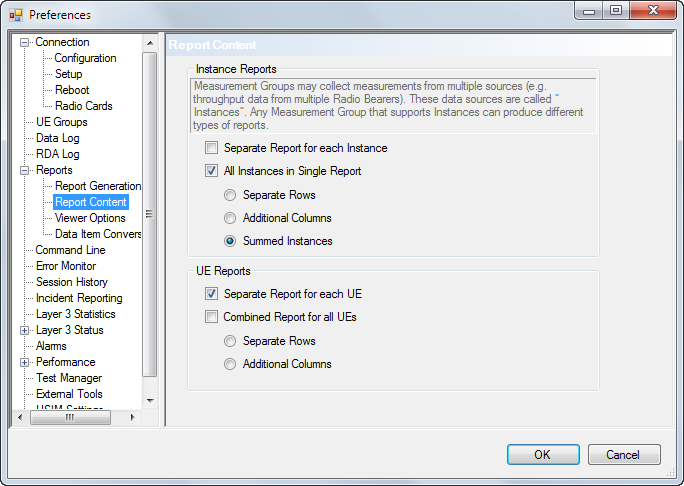 Preferences
Connection
Configuration
Setup
Reboot
Radio Cards
UE Groups
Data Log
RDA Log
Reports
Report Generation
Report Content
Viewer Options
Data Item Convers
Command Line
Error Monitor
Session History
Incident Reporting
Layer 3 Statistics
Layer 3 Status
Alarms
Performance
Test Manager
External Tools
USIM Settings
Report Content
Instance Reports
Measurement Groups may collect measurements from multiple sources (e.g.
throughput data from multiple Radio Bearers). These data sources are called "
Instances". Any Measurement Group that supports Instances can produce different
types of reports.
Separate Report for each Instance
All Instances in Single Report
Separate Rows
Additional Columns
Summed Instances
UE Reports
Separate Report for each UE
Combined Report for all UEs
Separate Rows
Additional Columns
OK
Cancel